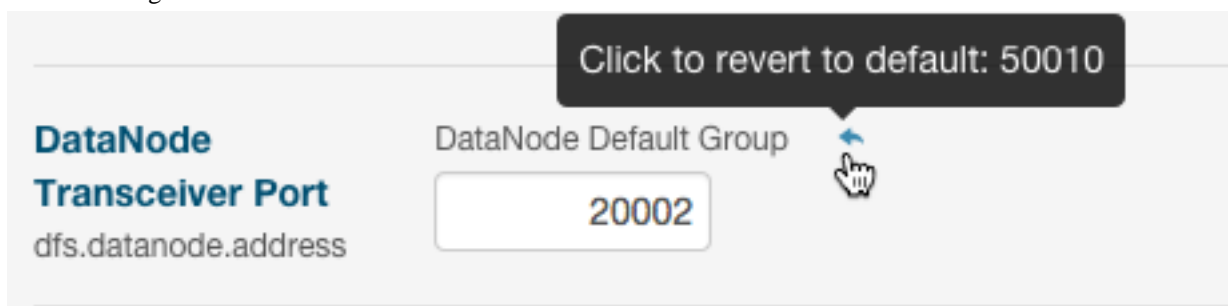 Click to revert to default: 50010
DataNode
Transceiver Port
dfs.datanode.address
DataNode Default Group
20002